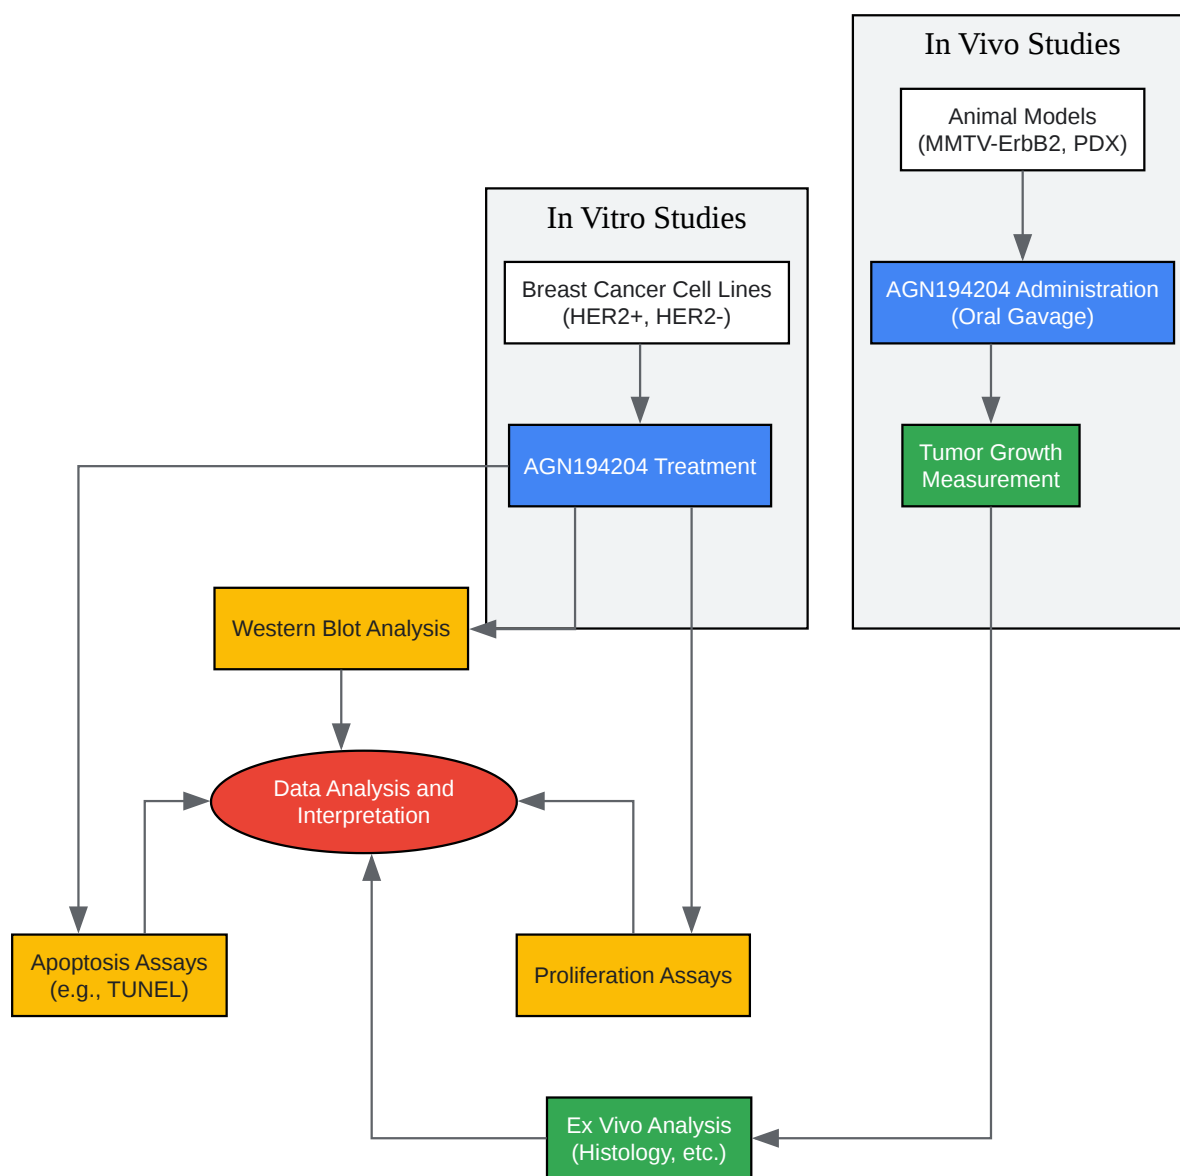 In Vivo Studies
Animal Models
(MMTV-ErbB2, PDX)
AGN194204 Administration
(Oral Gavage)
Tumor Growth
Measurement
In Vitro Studies
Breast Cancer Cell Lines
(HER2+, HER2-)
AGN194204 Treatment
Western Blot Analysis
Data Analysis and
Interpretation
Apoptosis Assays
(e.g., TUNEL)
Proliferation Assays
Ex Vivo Analysis
(Histology, etc.)